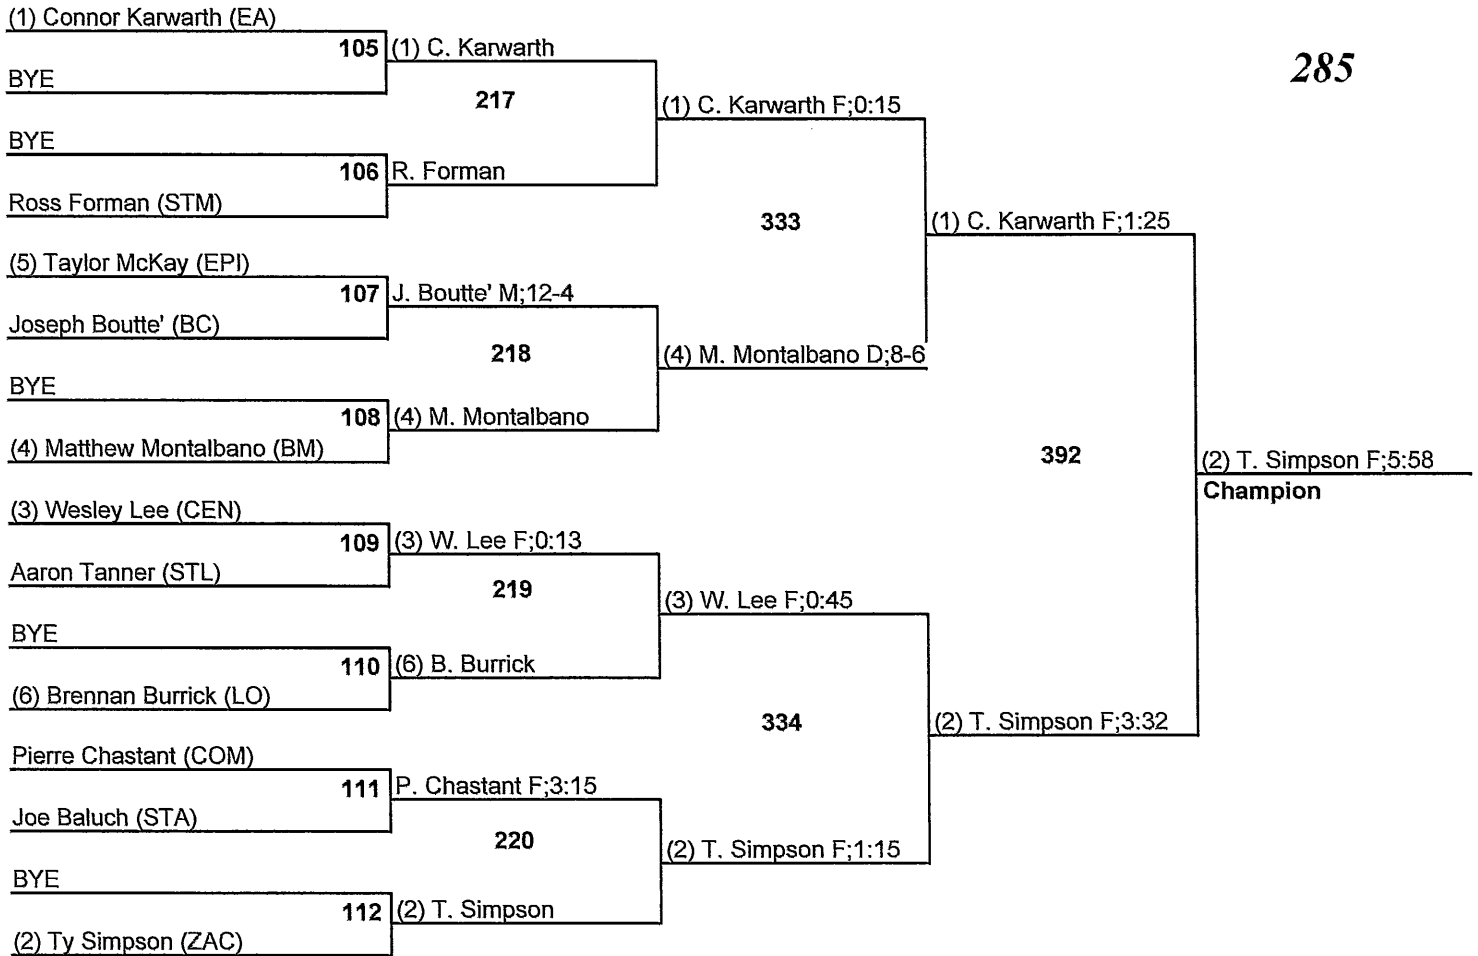 285
(1) Connor Karwarth (EA)
105
BYE
(1) C. Karwarth
217
BYE
106
Ross Forman (STM)
R. Forman
(1) C. Karwarth F;0:15
333
(5) Taylor McKay (EPI)
107
Joseph Boutte' (BC)
J. Boutte' M;12-4
218
BYE
108
(4) Matthew Montalbano (BM)
(4) M. Montalbano
(4) M. Montalbano D;8-6
(1) C. Karwarth F;1:25
392
(3) Wesley Lee (CEN)
109
Aaron Tanner (STL)
(3) W. Lee F;0:13
219
BYE
110
(6) Brennan Burrick (LO)
(6) B. Burrick
(3) W. Lee F;0:45
334
Pierre Chastant (COM)
111
Joe Baluch (STA)
P. Chastant F;3:15
220
BYE
112
(2) Ty Simpson (ZAC)
(2) T. Simpson
(2) T. Simpson F;1:15
(2) T. Simpson F;3:32
(2) T. Simpson F;5:58
Champion